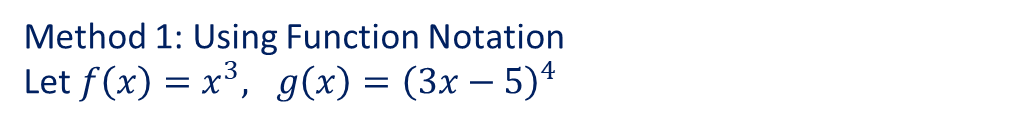 Method 1: Using Function Notation
Let f(x) = x³, g(x) = (3x − 5)⁴